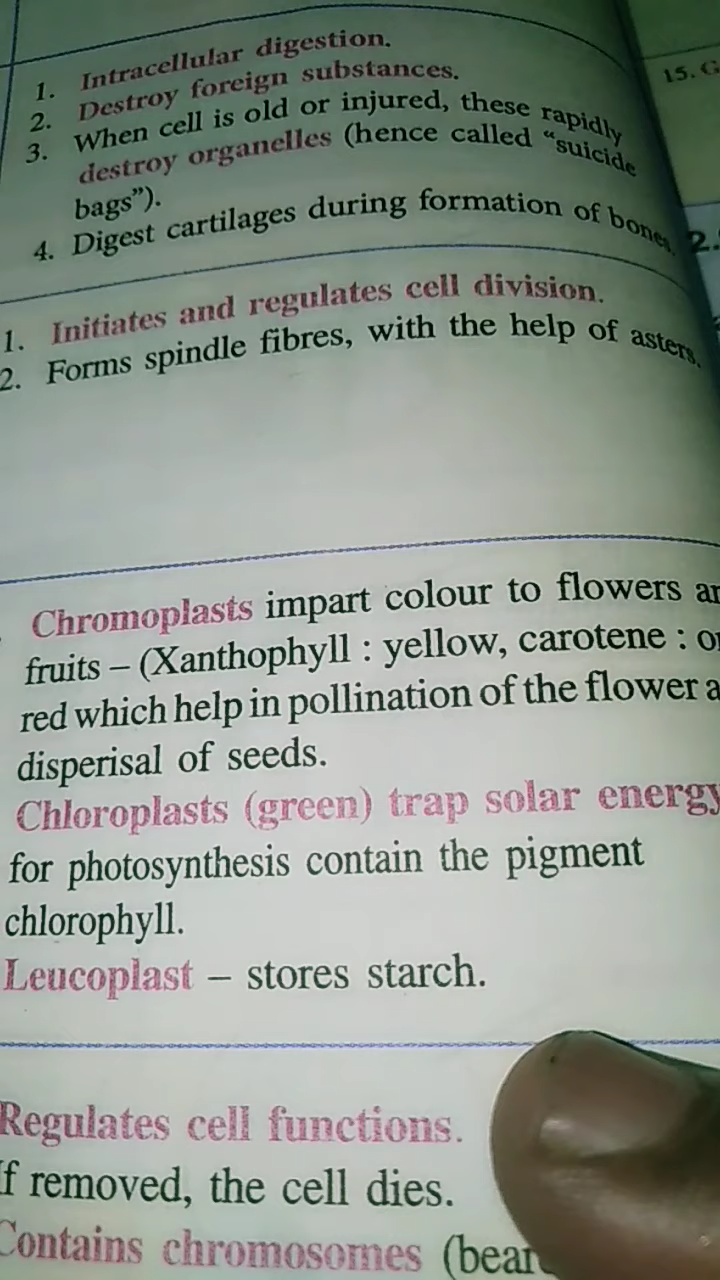 1. Intracellular digestion.
2. Destroy foreign substances.
3. When cell is old or injured, these rapidly
destroy organelles (hence called “suicide
bags”).
4. Digest cartilages during formation of bones.
1. Initiates and regulates cell division.
2. Forms spindle fibres, with the help of asters.
Chromoplasts impart colour to flowers
fruits – (Xanthophyll : yellow, carotene :
red which help in pollination of the flower
disperisal of seeds.
Chloroplasts (green) trap solar energy
for photosynthesis contain the pigment
chlorophyll.
Leucoplast – stores starch.
Regulates cell functions.
If removed, the cell dies.
Contains chromosomes
15.
2.